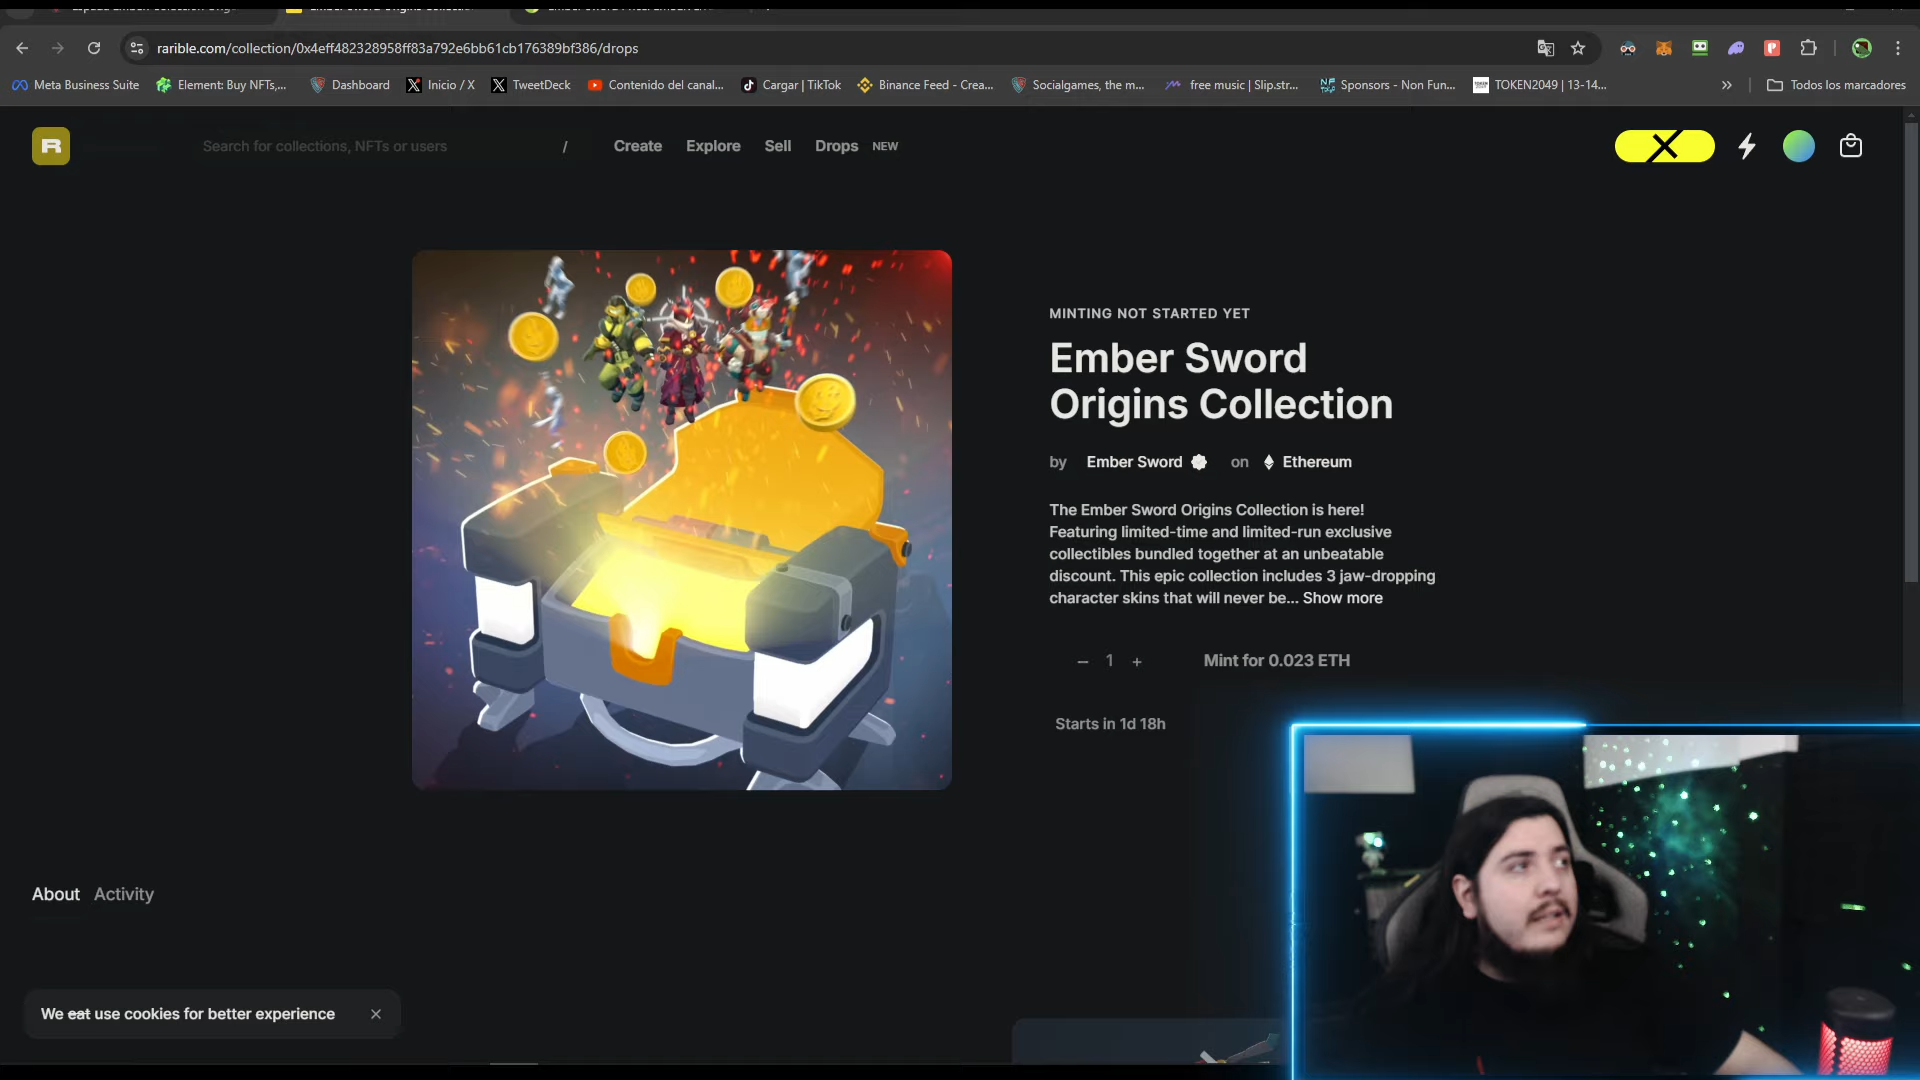 rarible.com/collection/0x4eff482328958ff83a792e6bb61cb176389bf386/drops
Meta Business Suite
Element: Buy NFTs,...
Dashboard
Inicio / X
TweetDeck
Contenido del canal...
Cargar | TikTok
Binance Feed - Crea...
Socialgames, the m...
free music | Slip.str...
Sponsors - Non Fun...
TOKEN2049 | 13-14...
»
Todos los marcadores
R
Search for collections, NFTs or users
/
Create
Explore
Sell
Drops NEW
MINTING NOT STARTED YET
Ember Sword
Origins Collection
by Ember Sword on Ethereum
The Ember Sword Origins Collection is here!
Featuring limited-time and limited-run exclusive
collectibles bundled together at an unbeatable
discount. This epic collection includes 3 jaw-dropping
character skins that will never be... Show more
− 1 +
Mint for 0.023 ETH
Starts in 1d 18h
About Activity
We eat use cookies for better experience